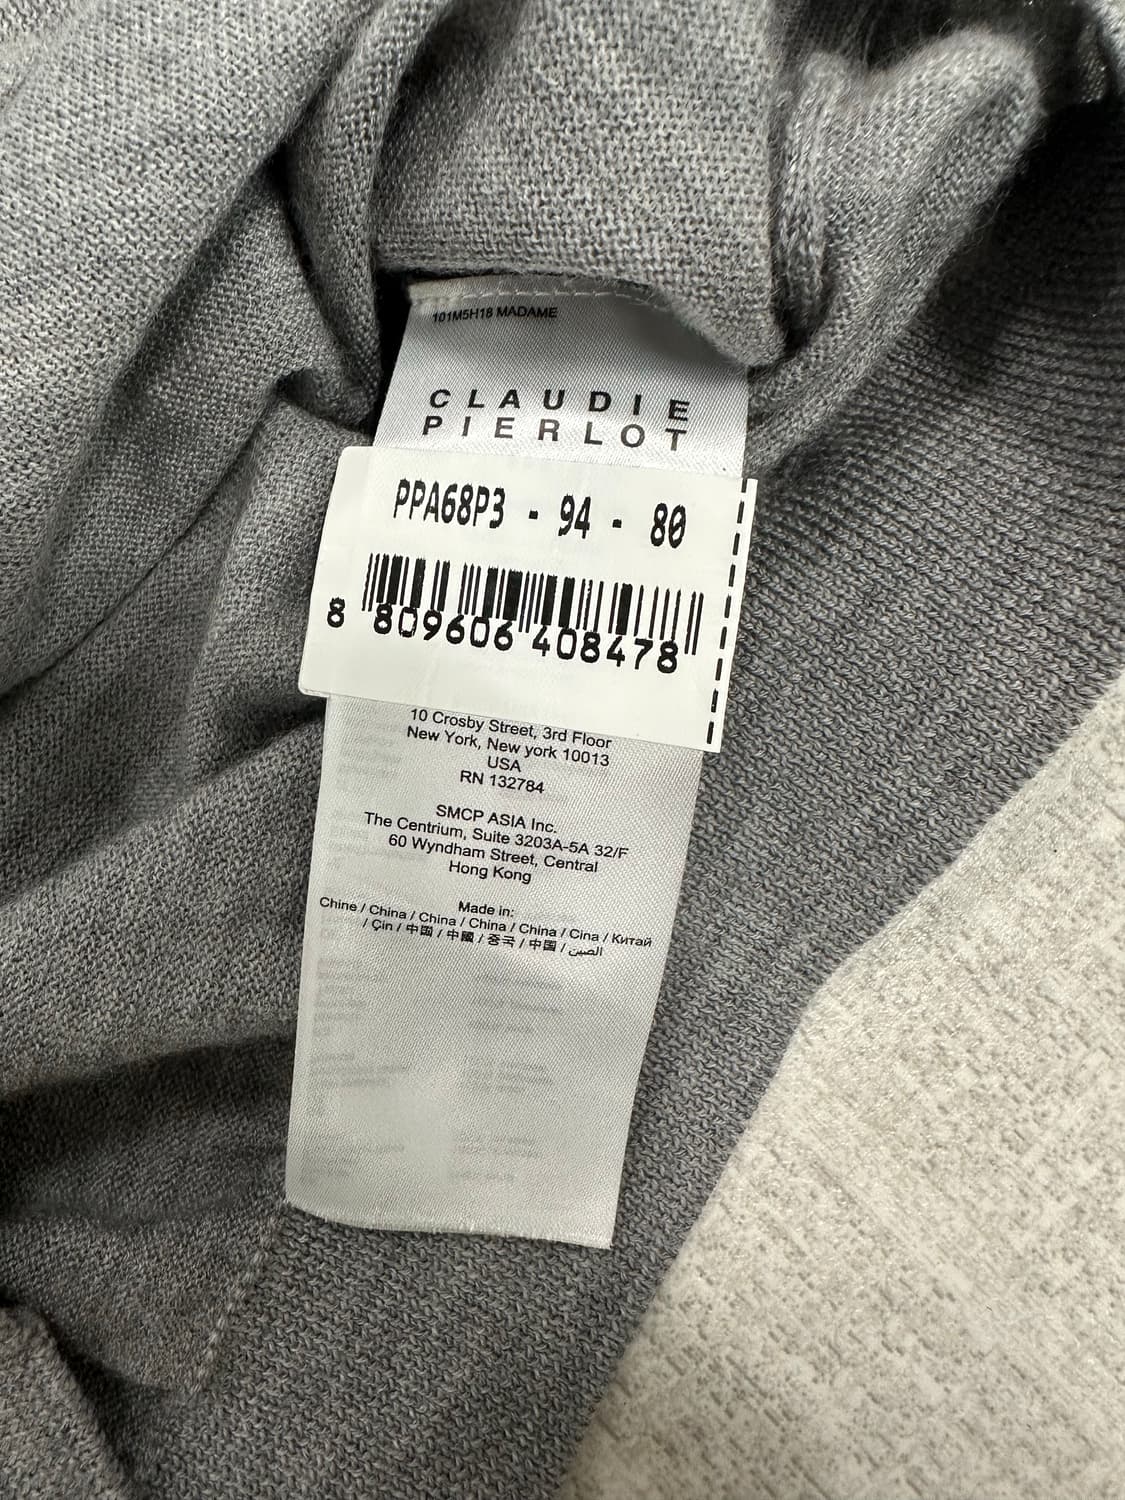 101M5H18 MADAME
CLAUDIE
PIERLOT
PPA68P3 - 94 - 80
8 809606 408478
10 Crosby Street, 3rd Floor
New York, New york 10013
USA
RN 132784
SMCP ASIA Inc.
The Centrium, Suite 3203A-5A 32/F
60 Wyndham Street, Central
Hong Kong
Made in:
Chine / China / China / China / China / Cina / Китай
/ Çin / 中国 / 中國 / 중국 / 中国 / الصين